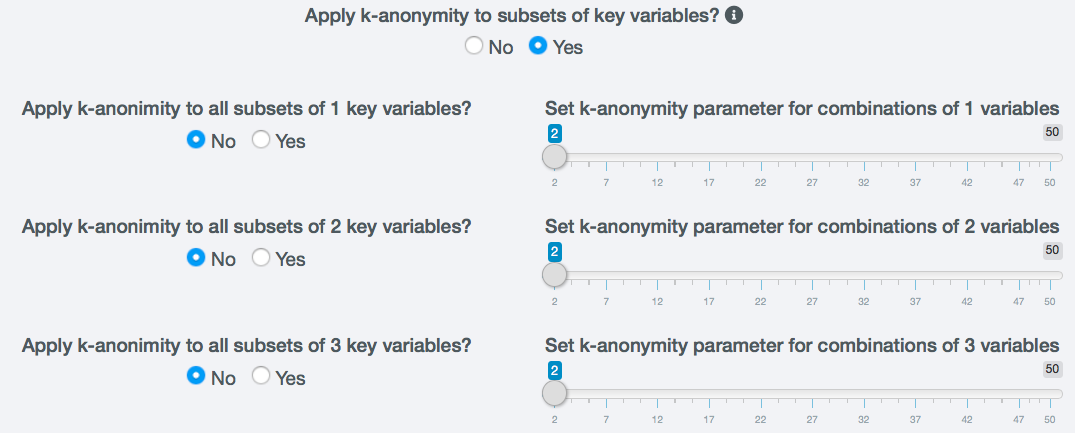 Apply k-anonymity to subsets of key variables?
No Yes
Apply k-anonimity to all subsets of 1 key variables?
No Yes
Set k-anonymity parameter for combinations of 1 variables
2 50
2 7 12 17 22 27 32 37 42 47 50
Apply k-anonimity to all subsets of 2 key variables?
No Yes
Set k-anonymity parameter for combinations of 2 variables
2 50
2 7 12 17 22 27 32 37 42 47 50
Apply k-anonimity to all subsets of 3 key variables?
No Yes
Set k-anonymity parameter for combinations of 3 variables
2 50
2 7 12 17 22 27 32 37 42 47 50